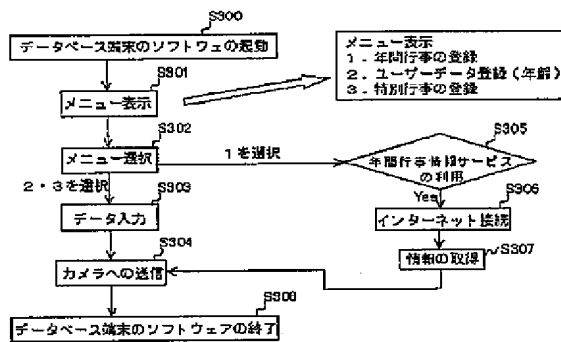 S300
データベース端末のソフトウェの起動
S301
メニュー表示
メニュー表示
1．年間行事の登録
2．ユーザーデータ登録（年齢）
3．特別行事の登録
S302
メニュー選択
1を選択
S305
年間行事情報サービス
の利用
2・3を選択
S303
データ入力
Yes
S306
インターネット接続
S304
カメラへの送信
S307
情報の取得
S308
データベース端末のソフトウェアの終了